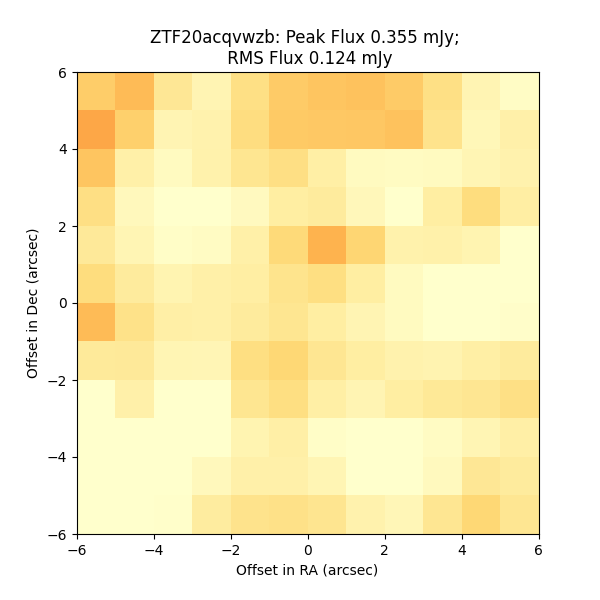 ZTF20acqvwzb: Peak Flux 0.355 mJy;
RMS Flux 0.124 mJy
6
4
2
0
−2
−4
−6
Offset in Dec (arcsec)
−6 −4 −2 0 2 4 6
Offset in RA (arcsec)